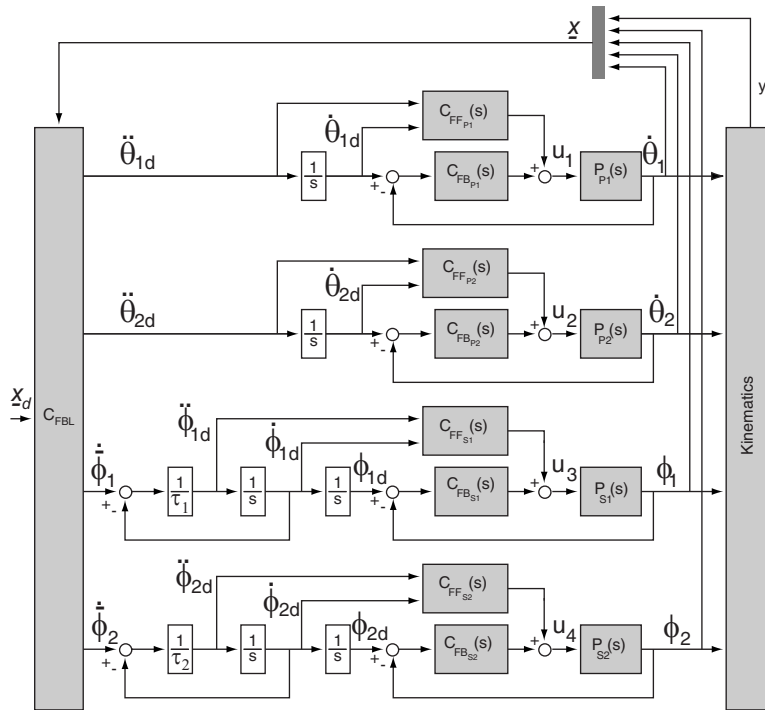 x
y
C_FF_P1(s)
θ̈_1d
θ̇_1d
1/s
+ -
C_FB_P1(s)
+
u_1
P_P1(s)
θ̇_1
C_FF_P2(s)
θ̈_2d
θ̇_2d
1/s
+ -
C_FB_P2(s)
+
u_2
P_P2(s)
θ̇_2
x_d
C_FBL
Kinematics
C_FF_S1(s)
ϕ̈_1d
ϕ̇_1d
ϕ̄̇_1
+ -
1/τ_1
1/s
1/s
ϕ_1d
+ -
C_FB_S1(s)
+
u_3
P_S1(s)
ϕ_1
C_FF_S2(s)
ϕ̈_2d
ϕ̇_2d
ϕ̄̇_2
+ -
1/τ_2
1/s
1/s
ϕ_2d
+ -
C_FB_S2(s)
+
u_4
P_S2(s)
ϕ_2